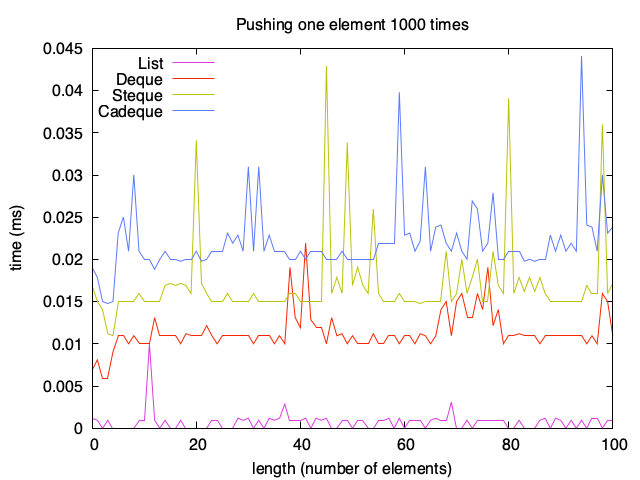 Pushing one element 1000 times
0.045
0.04
0.035
0.03
0.025
0.02
0.015
0.01
0.005
0
time (ms)
List
Deque
Steque
Cadeque
0 20 40 60 80 100
length (number of elements)